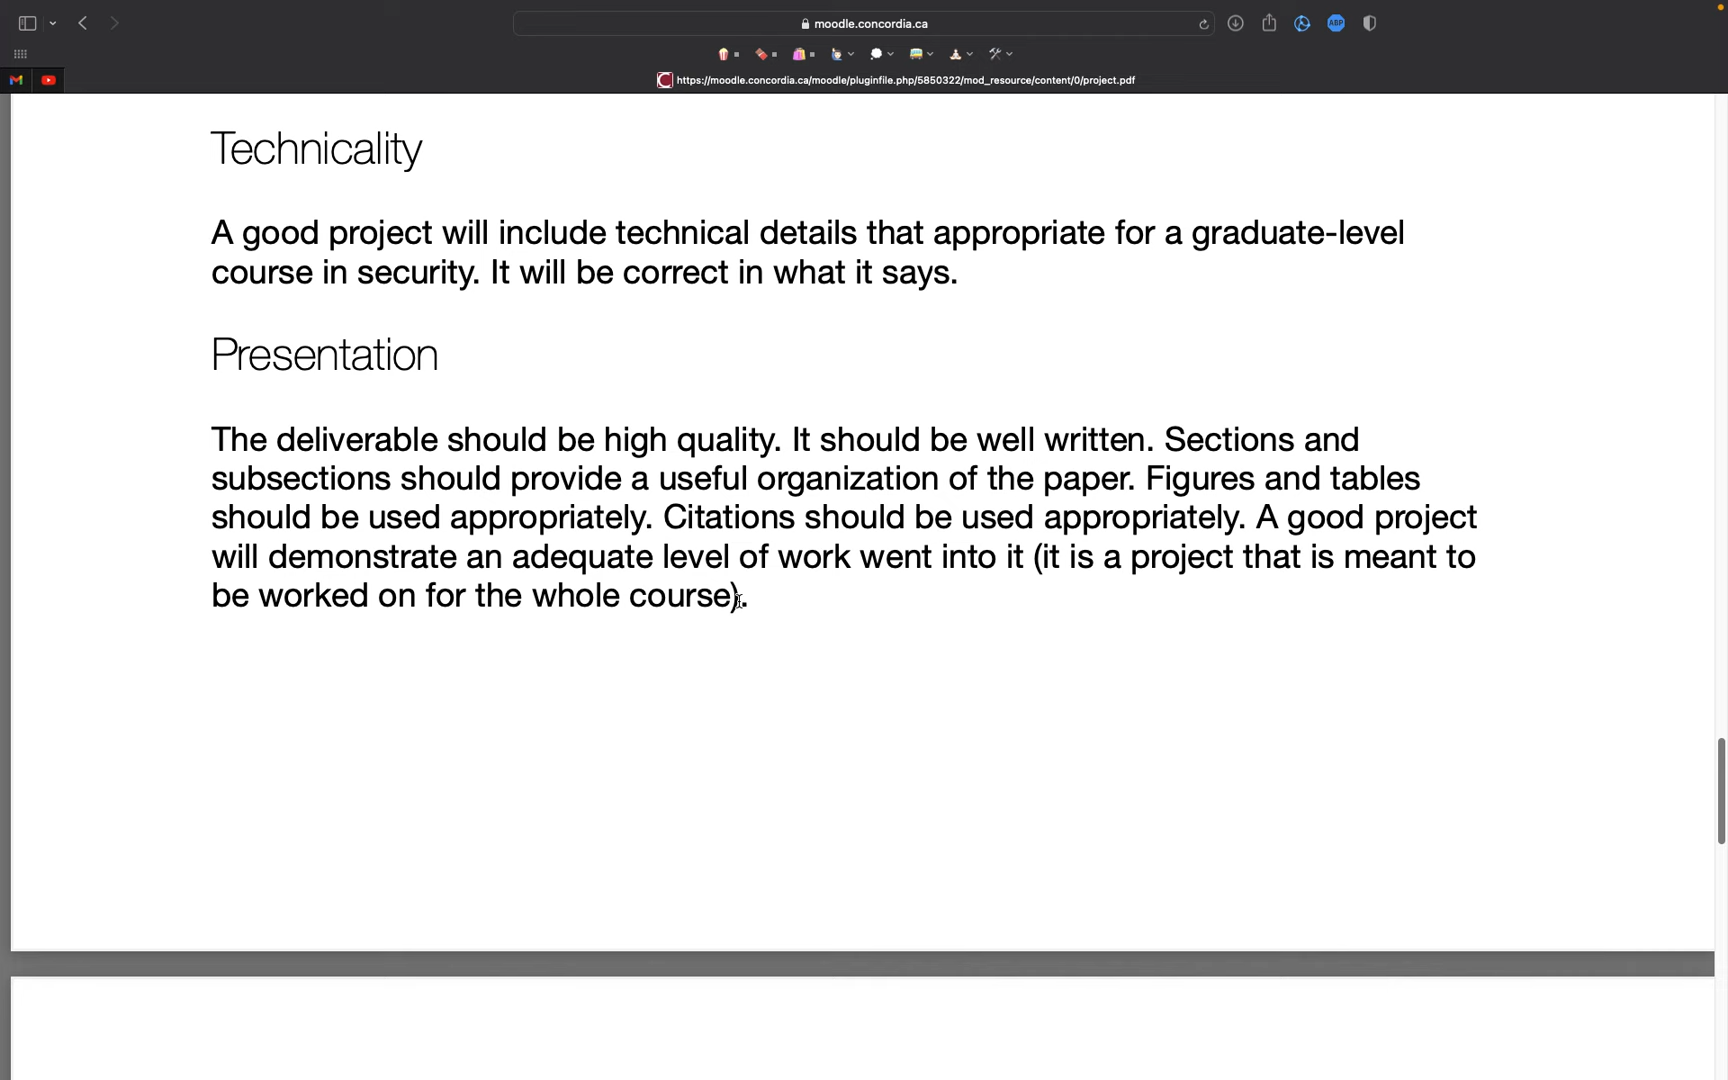 moodle.concordia.ca
ABP
https://moodle.concordia.ca/moodle/pluginfile.php/5850322/mod_resource/content/0/project.pdf
Technicality
A good project will include technical details that appropriate for a graduate-level
course in security. It will be correct in what it says.
Presentation
The deliverable should be high quality. It should be well written. Sections and
subsections should provide a useful organization of the paper. Figures and tables
should be used appropriately. Citations should be used appropriately. A good project
will demonstrate an adequate level of work went into it (it is a project that is meant to
be worked on for the whole course).